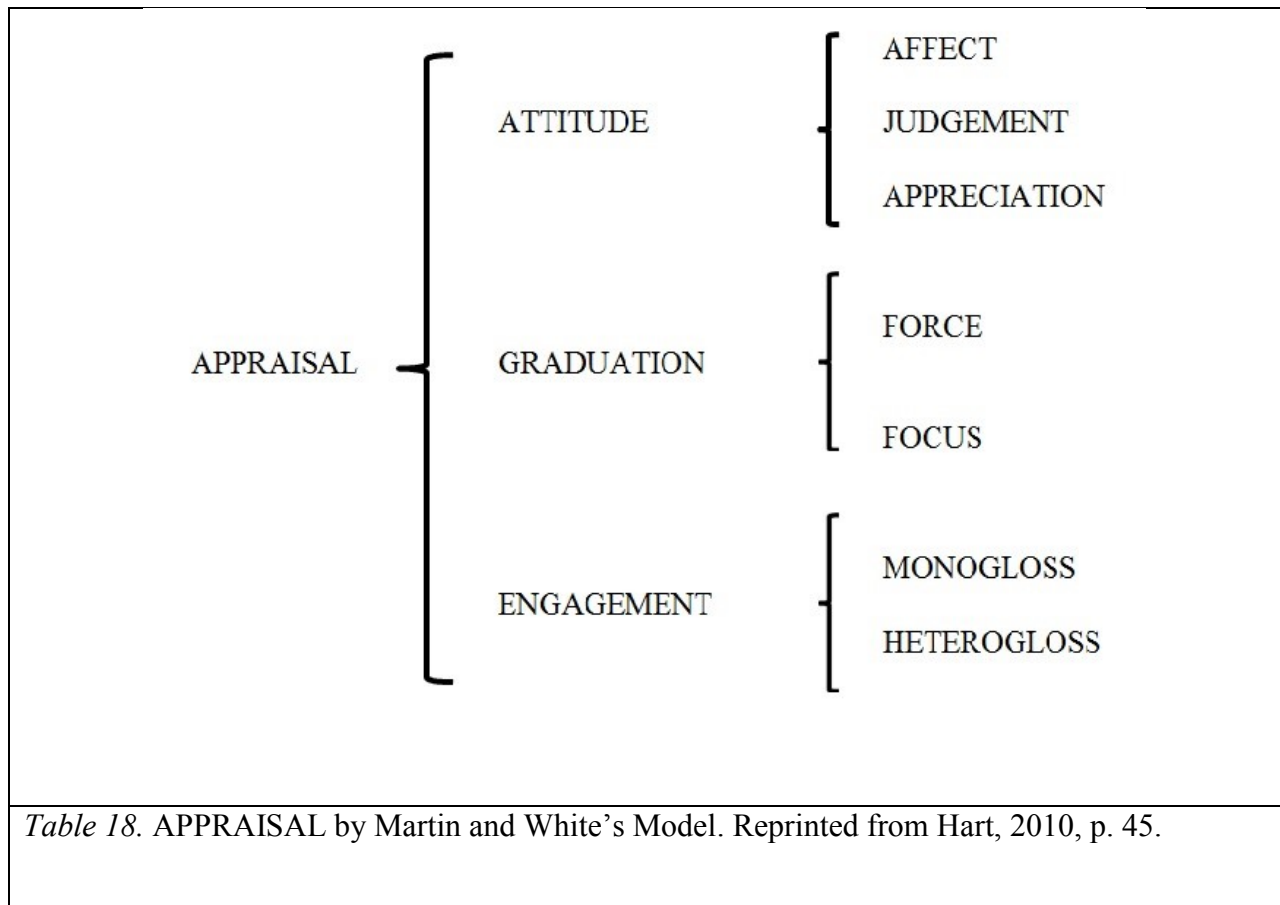 AFFECT
ATTITUDE
JUDGEMENT
APPRECIATION
FORCE
APPRAISAL
GRADUATION
FOCUS
MONOGLOSS
ENGAGEMENT
HETEROGLOSS
Table 18. APPRAISAL by Martin and White’s Model. Reprinted from Hart, 2010, p. 45.